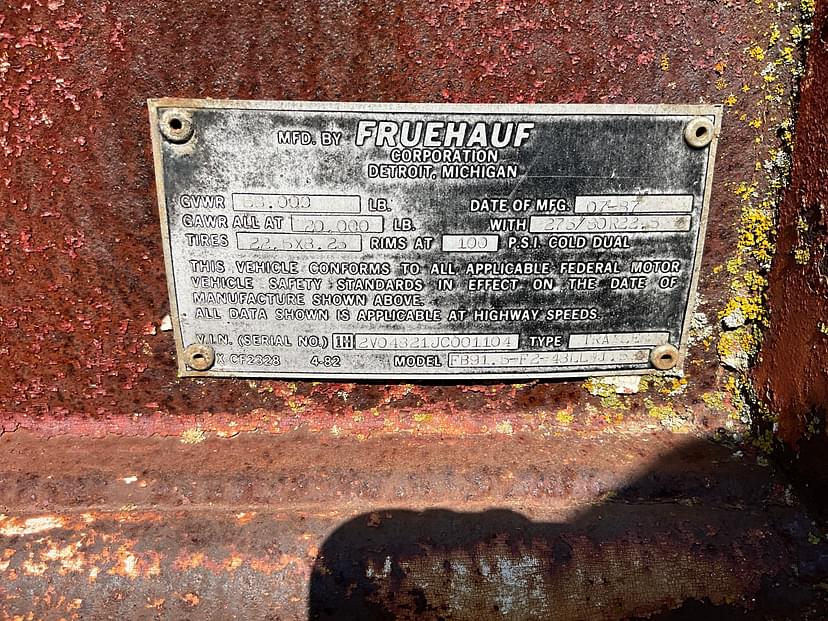 MFD. BY FRUEHAUF
CORPORATION
DETROIT, MICHIGAN
GVWR LB. DATE OF MFG. 07-87
GAWR ALL AT 20,000 LB. WITH
TIRES 22.5X8.25 RIMS AT 100 P.S.I. COLD DUAL
THIS VEHICLE CONFORMS TO ALL APPLICABLE FEDERAL MOTOR
VEHICLE SAFETY STANDARDS IN EFFECT ON THE DATE OF
MANUFACTURE SHOWN ABOVE.
ALL DATA SHOWN IS APPLICABLE AT HIGHWAY SPEEDS.
V.I.N. (SERIAL NO.) 1H2V04821JC001104 TYPE TRAILER
X CF2328 4-82 MODEL